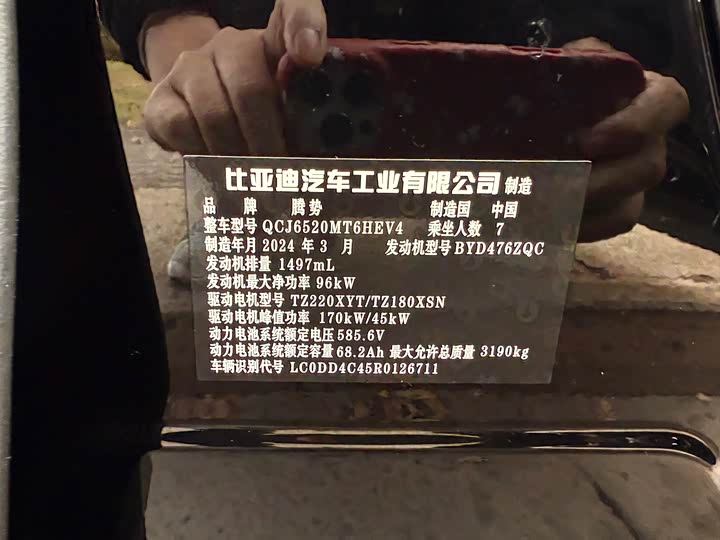 比亚迪汽车工业有限公司 制造
品 牌 腾势 制造国 中国
整车型号 QCJ6520MT6HEV4 乘坐人数 7
制造年月 2024 年 3 月 发动机型号 BYD476ZQC
发动机排量 1497mL
发动机最大净功率 96kW
驱动电机型号 TZ220XYT/TZ180XSN
驱动电机峰值功率 170kW/45kW
动力电池系统额定电压 585.6V
动力电池系统额定容量 68.2Ah 最大允许总质量 3190kg
车辆识别代号 LC0DD4C45R0126711